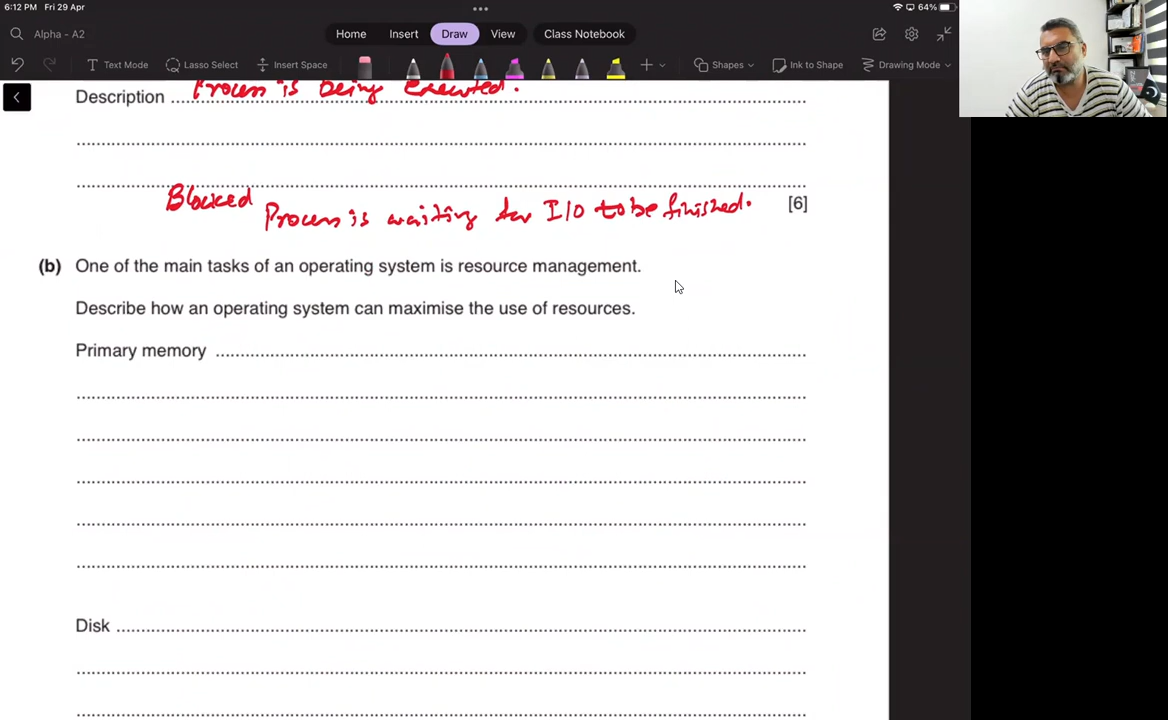 6:12 PM Fri 29 Apr
64%
Alpha - A2
Home Insert Draw View Class Notebook
Text Mode Lasso Select Insert Space Shapes Ink to Shape Drawing Mode
Process is being executed.
Description
Blocked
Process is waiting for I/O to be finished. [6]
(b) One of the main tasks of an operating system is resource management.
Describe how an operating system can maximise the use of resources.
Primary memory
Disk